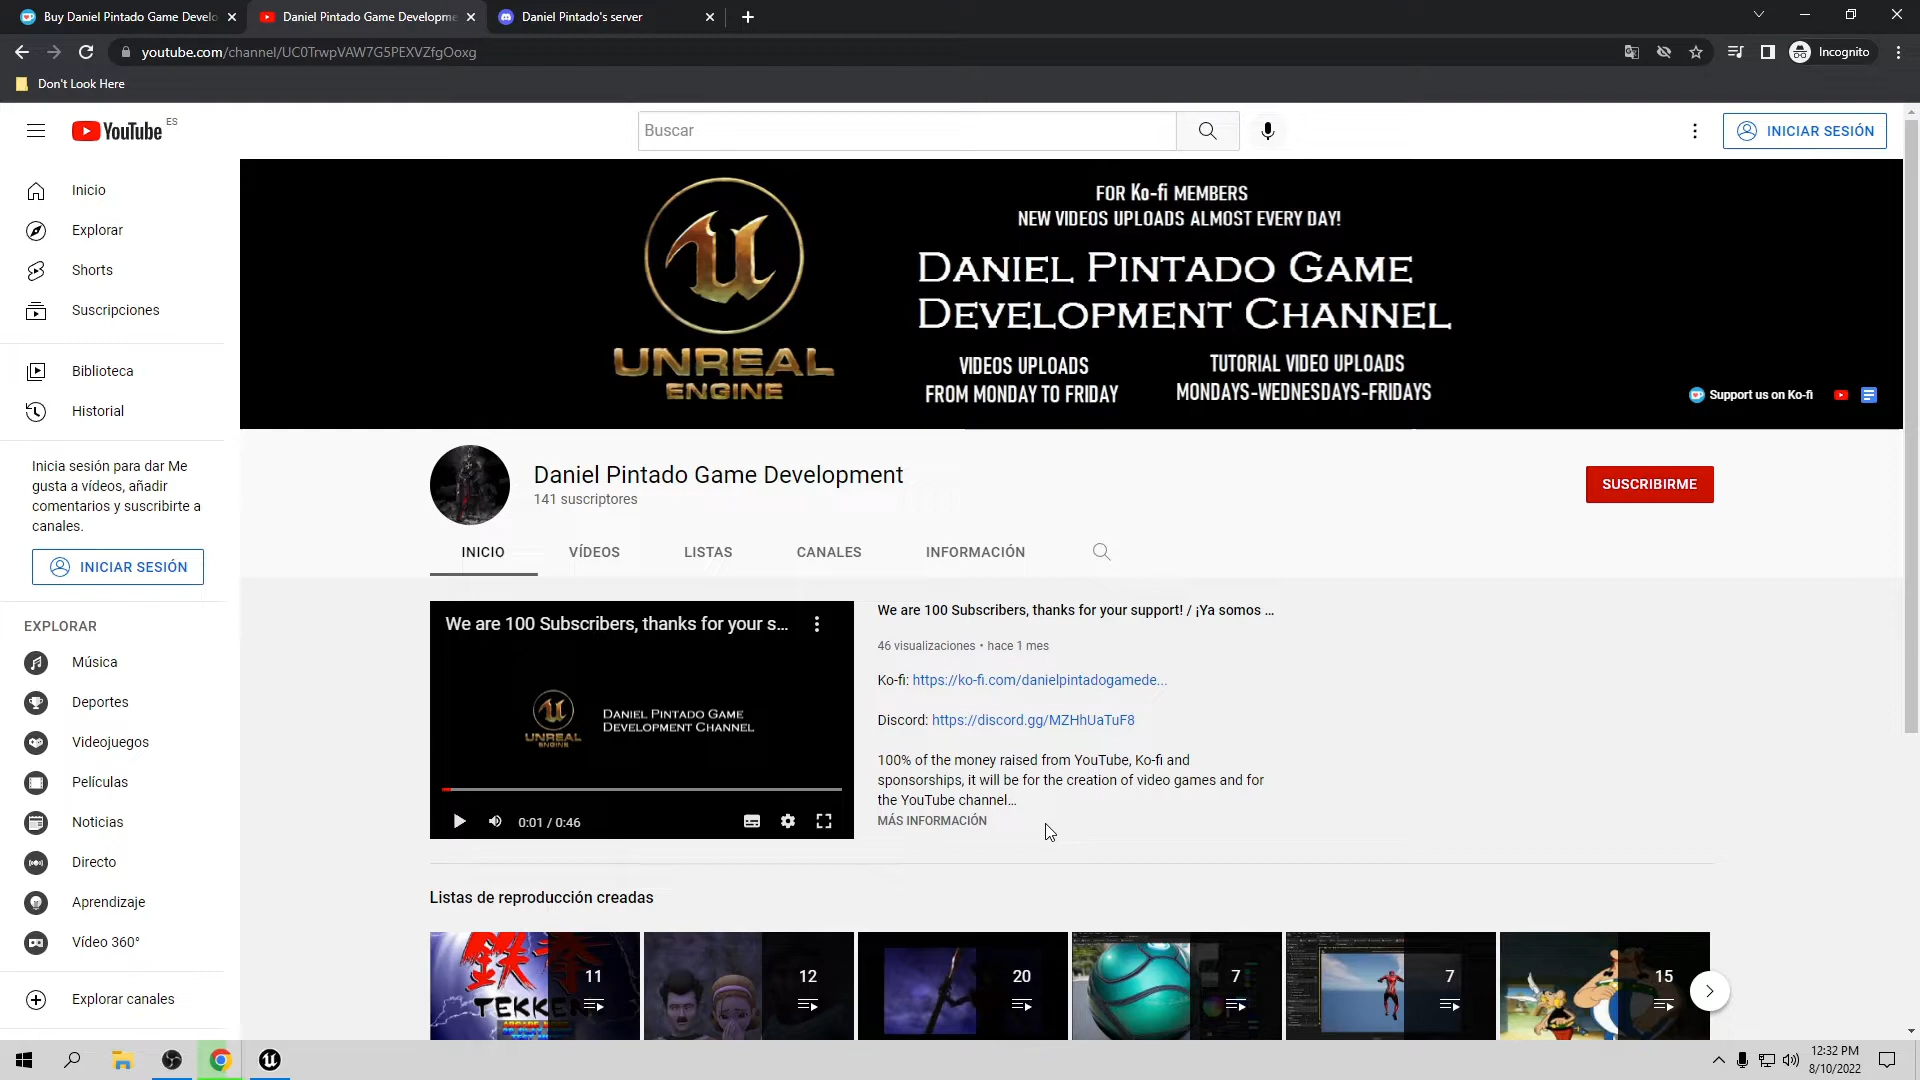 Buy Daniel Pintado Game Develo
Daniel Pintado Game Developme
Daniel Pintado's server
youtube.com/channel/UC0TrwpVAW7G5PEXVZfgOoxg
Incognito
Don't Look Here
YouTube ES
Buscar
INICIAR SESIÓN
Inicio
Explorar
Shorts
Suscripciones
Biblioteca
Historial
Inicia sesión para dar Me
gusta a vídeos, añadir
comentarios y suscribirte a
canales.
INICIAR SESIÓN
EXPLORAR
Música
Deportes
Videojuegos
Películas
Noticias
Directo
Aprendizaje
Vídeo 360°
Explorar canales
UNREAL
ENGINE
FOR Ko-fi MEMBERS
NEW VIDEOS UPLOADS ALMOST EVERY DAY!
DANIEL PINTADO GAME
DEVELOPMENT CHANNEL
VIDEOS UPLOADS
FROM MONDAY TO FRIDAY
TUTORIAL VIDEO UPLOADS
MONDAYS-WEDNESDAYS-FRIDAYS
Support us on Ko-fi
Daniel Pintado Game Development
141 suscriptores
SUSCRIBIRME
INICIO
VÍDEOS
LISTAS
CANALES
INFORMACIÓN
We are 100 Subscribers, thanks for your s...
UNREAL
ENGINE
DANIEL PINTADO GAME
DEVELOPMENT CHANNEL
0:01 / 0:46
We are 100 Subscribers, thanks for your support! / ¡Ya somos ...
46 visualizaciones • hace 1 mes
Ko-fi: https://ko-fi.com/danielpintadogamede...
Discord: https://discord.gg/MZHhUaTuF8
100% of the money raised from YouTube, Ko-fi and
sponsorships, it will be for the creation of video games and for
the YouTube channel...
MÁS INFORMACIÓN
Listas de reproducción creadas
鉄拳
TEKKEN
11
12
20
7
7
15
12:32 PM
8/10/2022